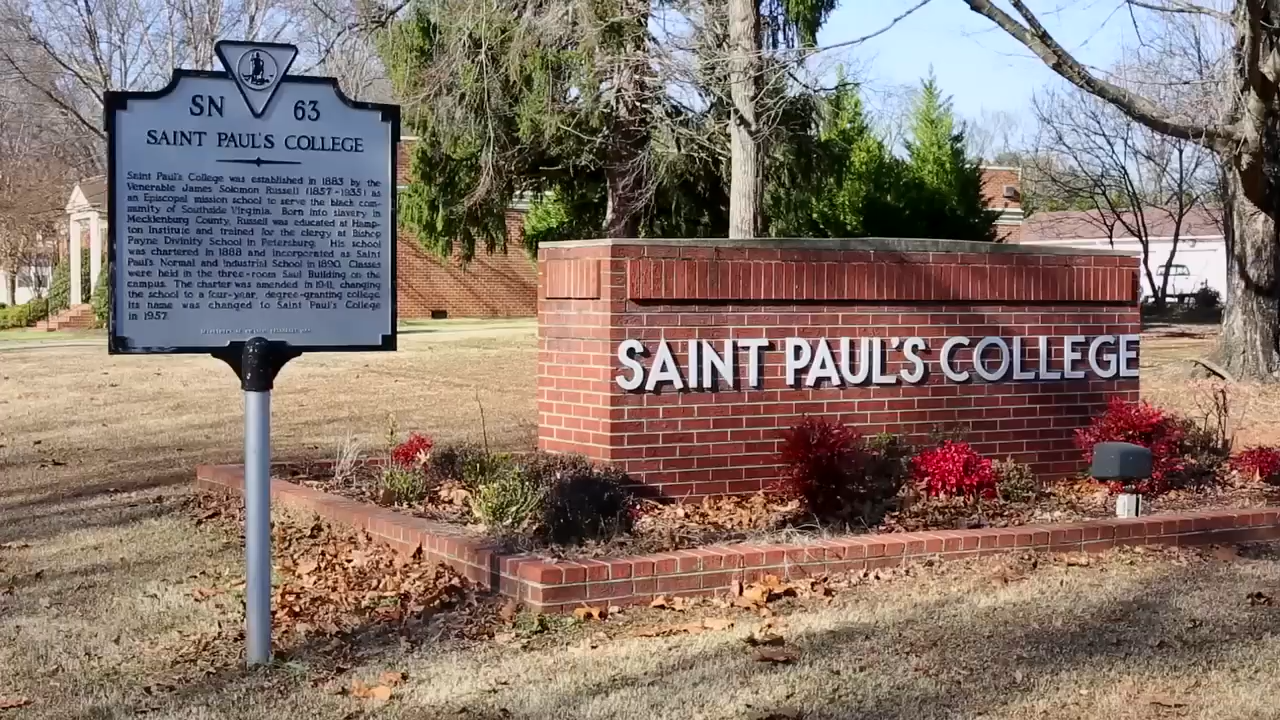 SN 63
SAINT PAUL'S COLLEGE
Saint Paul's College was established in 1883 by the
Venerable James Solomon Russell (1857-1935) as
an Episcopal mission school to serve the black com-
munity of Southside Virginia. Born into slavery in
Mecklenburg County, Russell was educated at Hamp-
ton Institute and trained for the clergy at Bishop
Payne Divinity School in Petersburg. His school
was chartered in 1888 and incorporated as Saint
Paul's Normal and Industrial School in 1890. Classes
were held in the three-room Saul Building on the
campus. The charter was amended in 1941, changing
the school to a four-year, degree-granting college.
Its name was changed to Saint Paul's College
in 1957.
SAINT PAUL'S COLLEGE